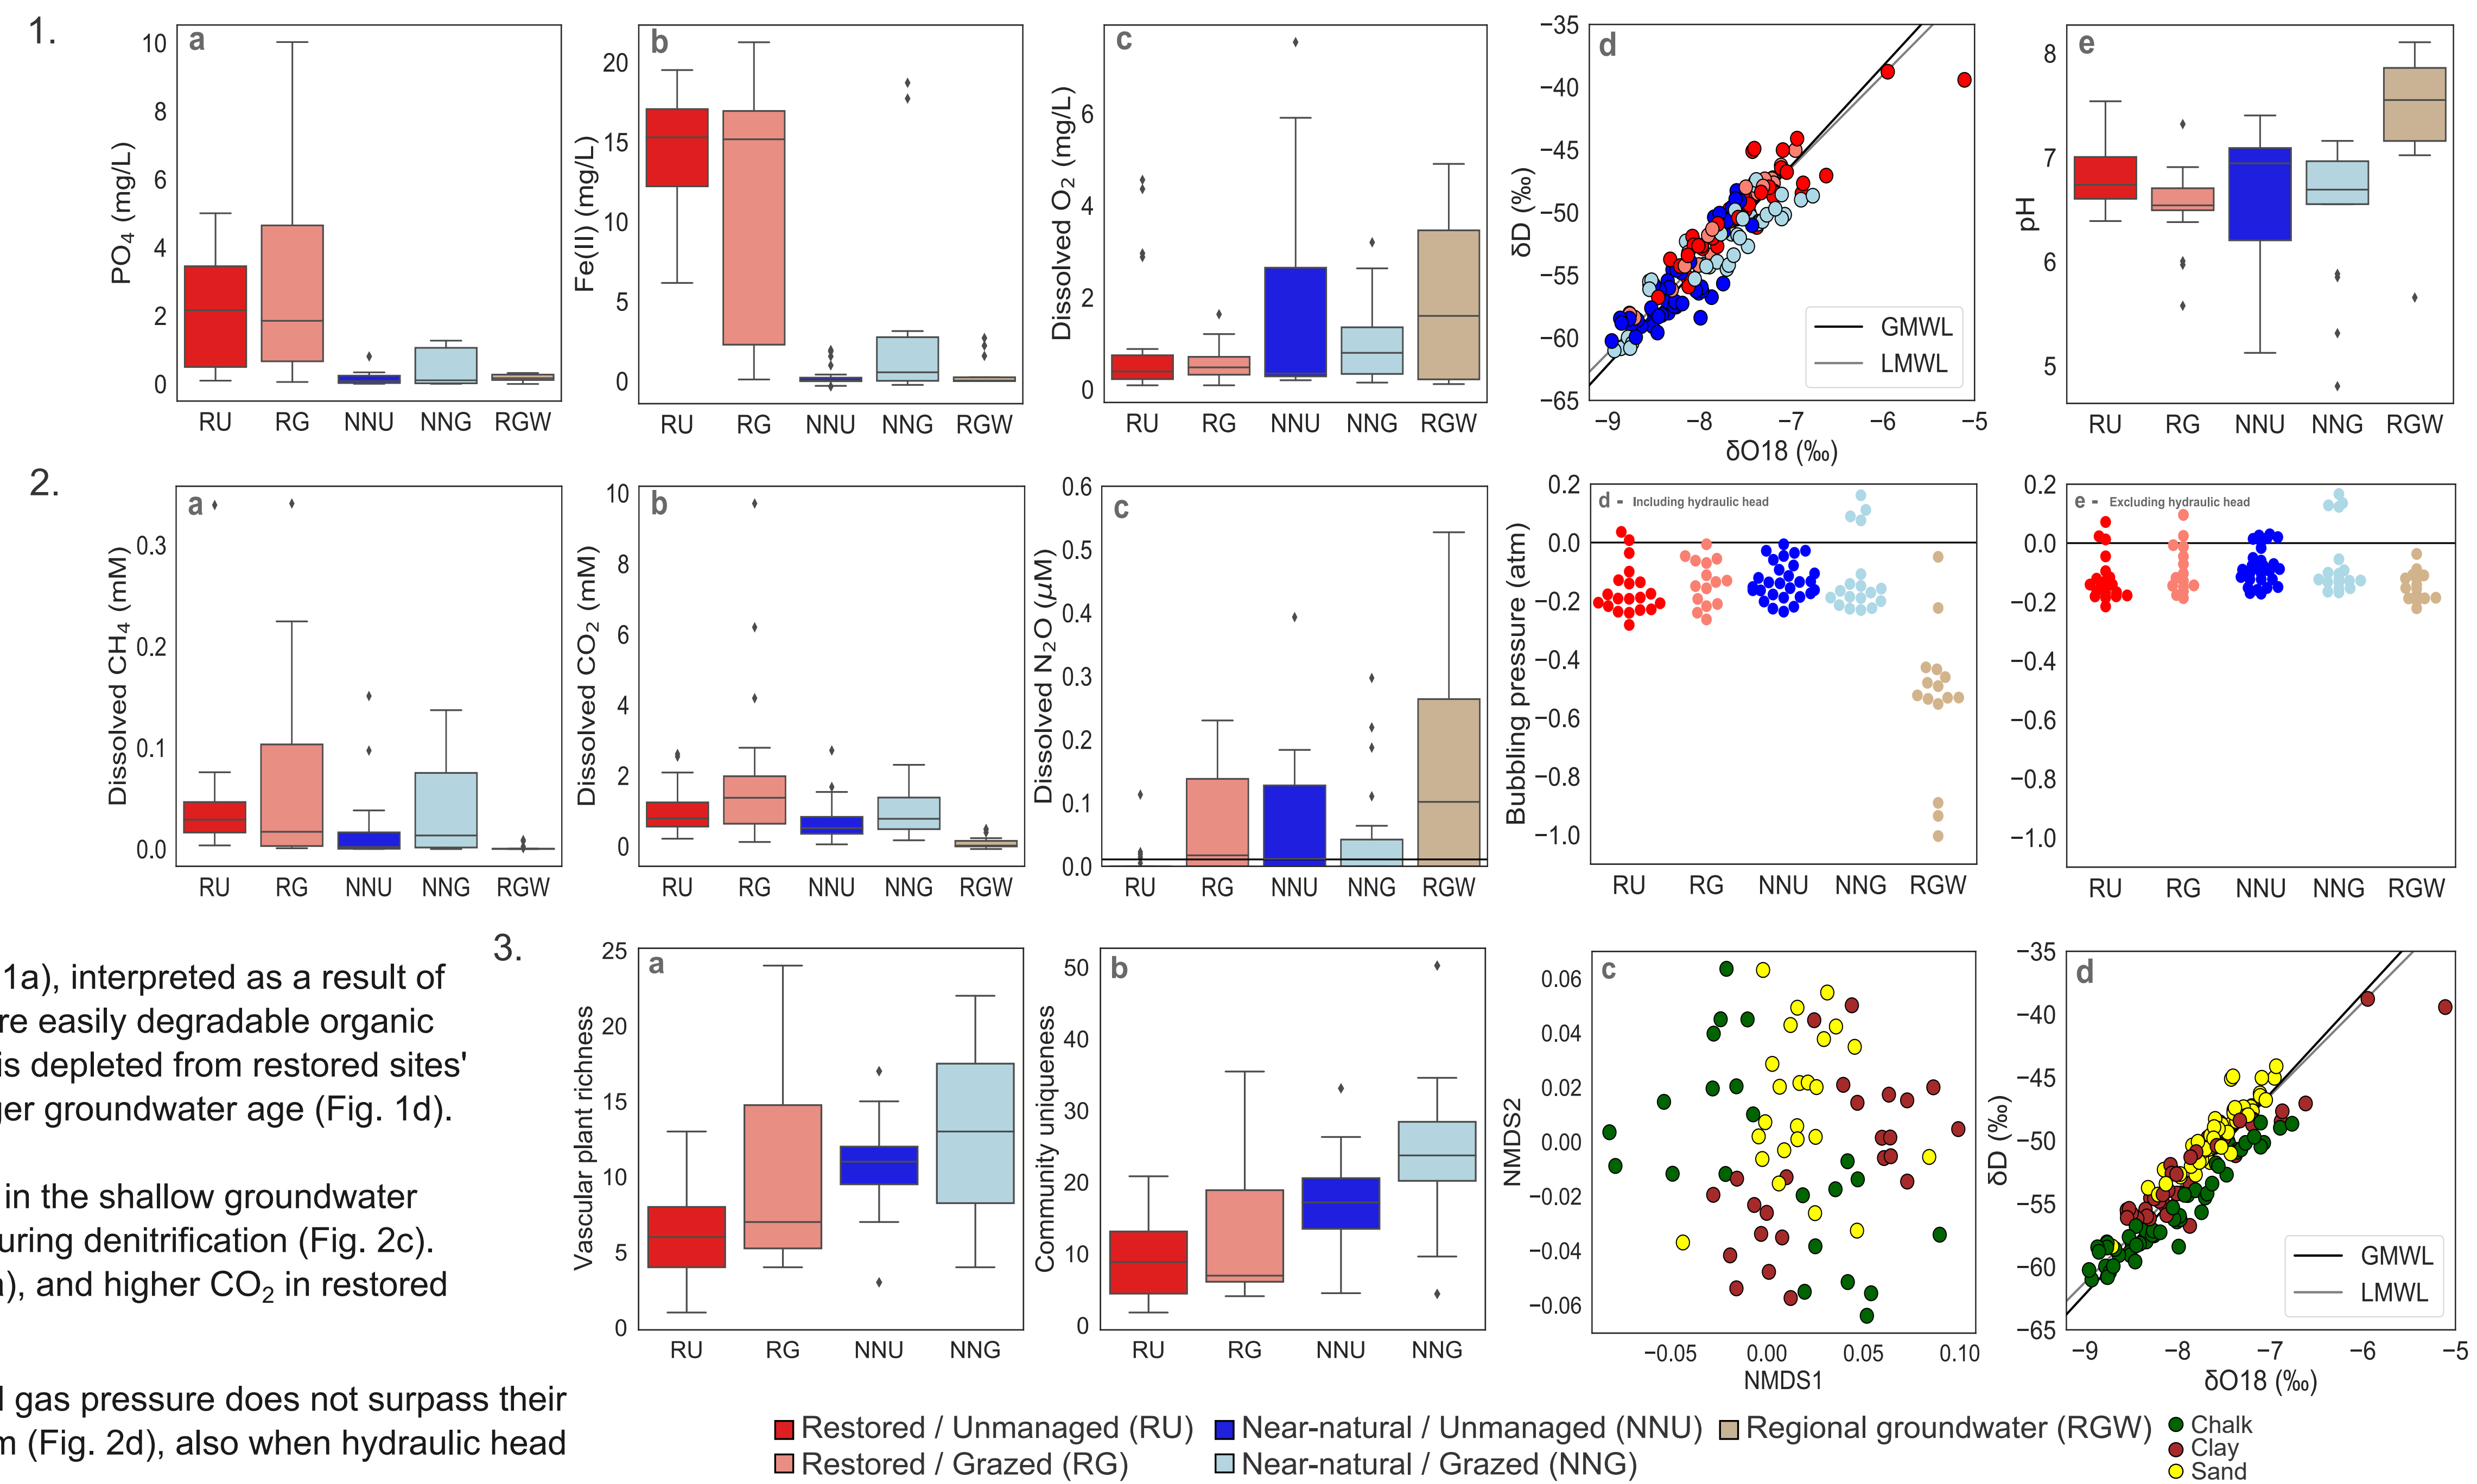 1.
a
PO4 (mg/L)
10
8
6
4
2
0
RU RG NNU NNG RGW
b
Fe(II) (mg/L)
20
15
10
5
0
RU RG NNU NNG RGW
c
Dissolved O2 (mg/L)
6
4
2
0
RU RG NNU NNG RGW
d
δD (‰)
−35
−40
−45
−50
−55
−60
−65
GMWL
LMWL
−9 −8 −7 −6 −5
δO18 (‰)
e
pH
8
7
6
5
RU RG NNU NNG RGW
2.
a
Dissolved CH4 (mM)
0.3
0.2
0.1
0.0
RU RG NNU NNG RGW
b
Dissolved CO2 (mM)
10
8
6
4
2
0
RU RG NNU NNG RGW
c
Dissolved N2O (μM)
0.6
0.5
0.4
0.3
0.2
0.1
0.0
RU RG NNU NNG RGW
d - Including hydraulic head
Bubbling pressure (atm)
0.2
0.0
−0.2
−0.4
−0.6
−0.8
−1.0
RU RG NNU NNG RGW
e - Excluding hydraulic head
0.2
0.0
−0.2
−0.4
−0.6
−0.8
−1.0
RU RG NNU NNG RGW
1a), interpreted as a result of
re easily degradable organic
is depleted from restored sites'
ger groundwater age (Fig. 1d).
in the shallow groundwater
uring denitrification (Fig. 2c).
), and higher CO2 in restored
gas pressure does not surpass their
(Fig. 2d), also when hydraulic head
3.
a
Vascular plant richness
25
20
15
10
5
0
RU RG NNU NNG
b
Community uniqueness
50
40
30
20
10
0
RU RG NNU NNG
c
NMDS2
0.06
0.04
0.02
0.00
−0.02
−0.04
−0.06
−0.05 0.00 0.05 0.10
NMDS1
d
δD (‰)
−35
−40
−45
−50
−55
−60
−65
GMWL
LMWL
−9 −8 −7 −6 −5
δO18 (‰)
Restored / Unmanaged (RU) Near-natural / Unmanaged (NNU) Regional groundwater (RGW)
Restored / Grazed (RG) Near-natural / Grazed (NNG)
Chalk
Clay
Sand